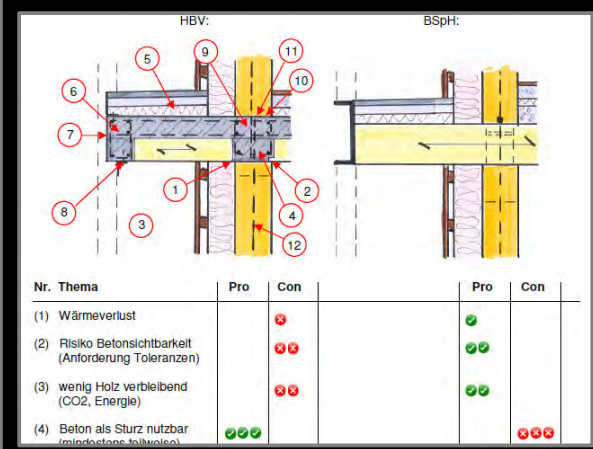 HBV:
BSpH:
5
9
11
10
6
7
1
2
8
3
4
12
Nr. Thema Pro Con Pro Con
(1) Wärmeverlust
(2) Risiko Betonsichtbarkeit
(Anforderung Toleranzen)
(3) wenig Holz verbleibend
(CO2, Energie)
(4) Beton als Sturz nutzbar
(mindestens teilweise)